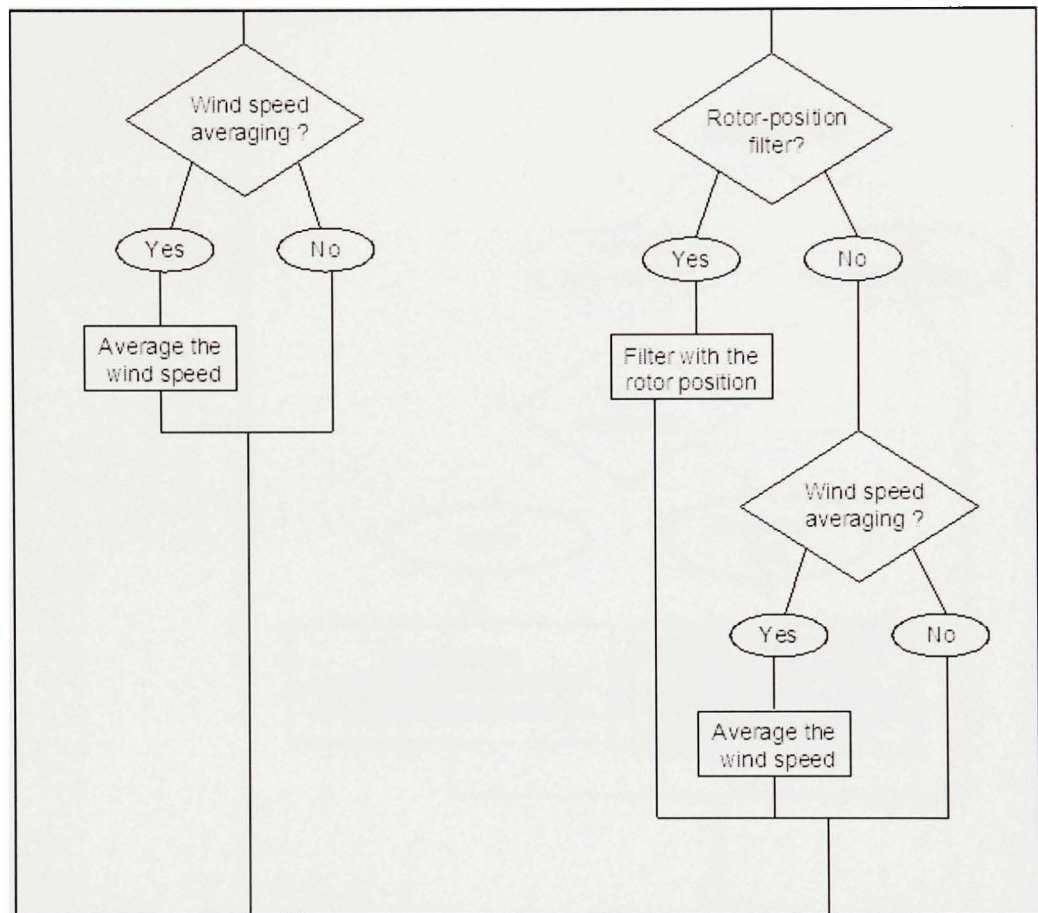 Wind speed
averaging ?
Yes
No
Average the
wind speed
Rotor-position
filter?
Yes
No
Filter with the
rotor position
Wind speed
averaging ?
Yes
No
Average the
wind speed